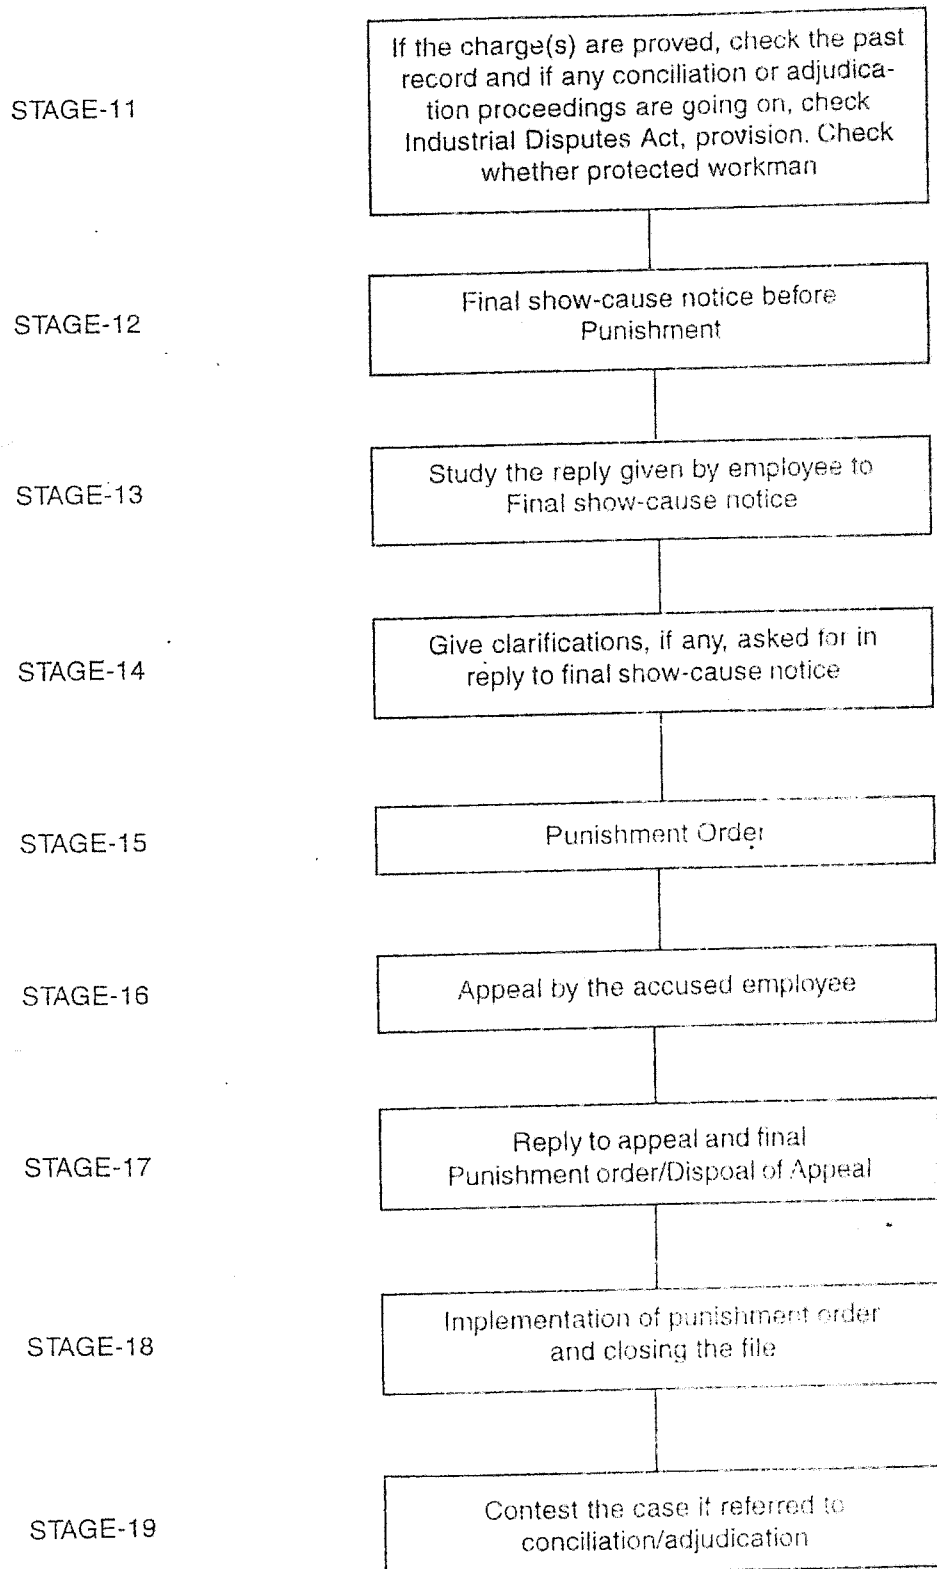 STAGE-11
If the charge(s) are proved, check the past
record and if any conciliation or adjudica-
tion proceedings are going on, check
Industrial Disputes Act, provision. Check
whether protected workman
STAGE-12
Final show-cause notice before
Punishment
STAGE-13
Study the reply given by employee to
Final show-cause notice
STAGE-14
Give clarifications, if any, asked for in
reply to final show-cause notice
STAGE-15
Punishment Order
STAGE-16
Appeal by the accused employee
STAGE-17
Reply to appeal and final
Punishment order/Dispoal of Appeal
STAGE-18
Implementation of punishment order
and closing the file
STAGE-19
Contest the case if referred to
conciliation/adjudication